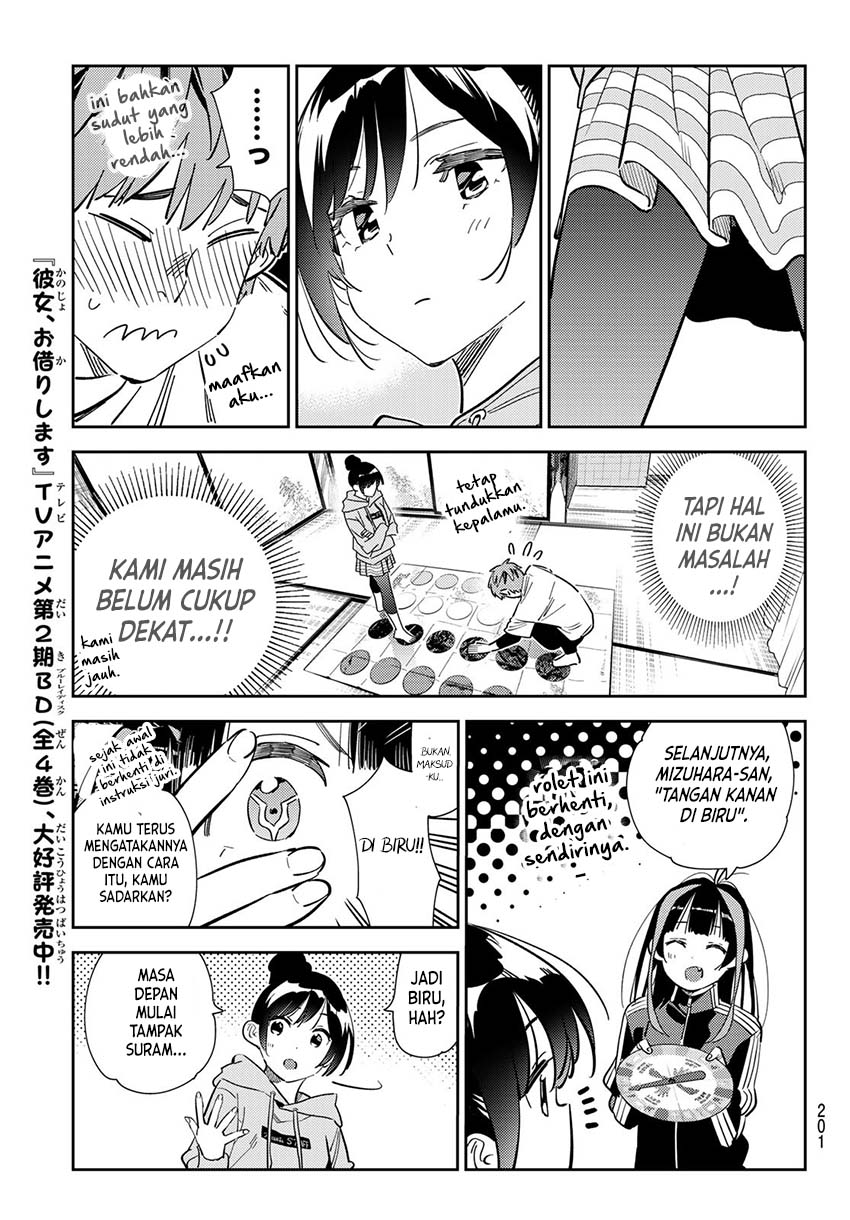 ……っ
ini bahkan
sudut yang
lebih
rendah...
maafkan
aku...
TAPI HAL
INI BUKAN
MASALAH
...!
tetap
tundukkan
kepalamu.
KAMI MASIH
BELUM CUKUP
DEKAT...!!
kami
masih
jauh.
SELANJUTNYA,
MIZUHARA-SAN,
"TANGAN KANAN
DI BIRU".
rolet ini
berhenti,
dengan
sendirinya.
BUKAN,
MAKSUD-
KU...
DI BIRU!!
sejak awal
ini tidak
berhenti di
instruksi juri.
KAMU TERUS
MENGATAKANNYA
DENGAN CARA
ITU, KAMU
SADARKAN?
JADI
BIRU,
HAH?
MASA
DEPAN
MULAI
TAMPAK
SURAM...
『彼女、お借りします』TVアニメ第2期BD(全4巻)、大好評発売中!!
201